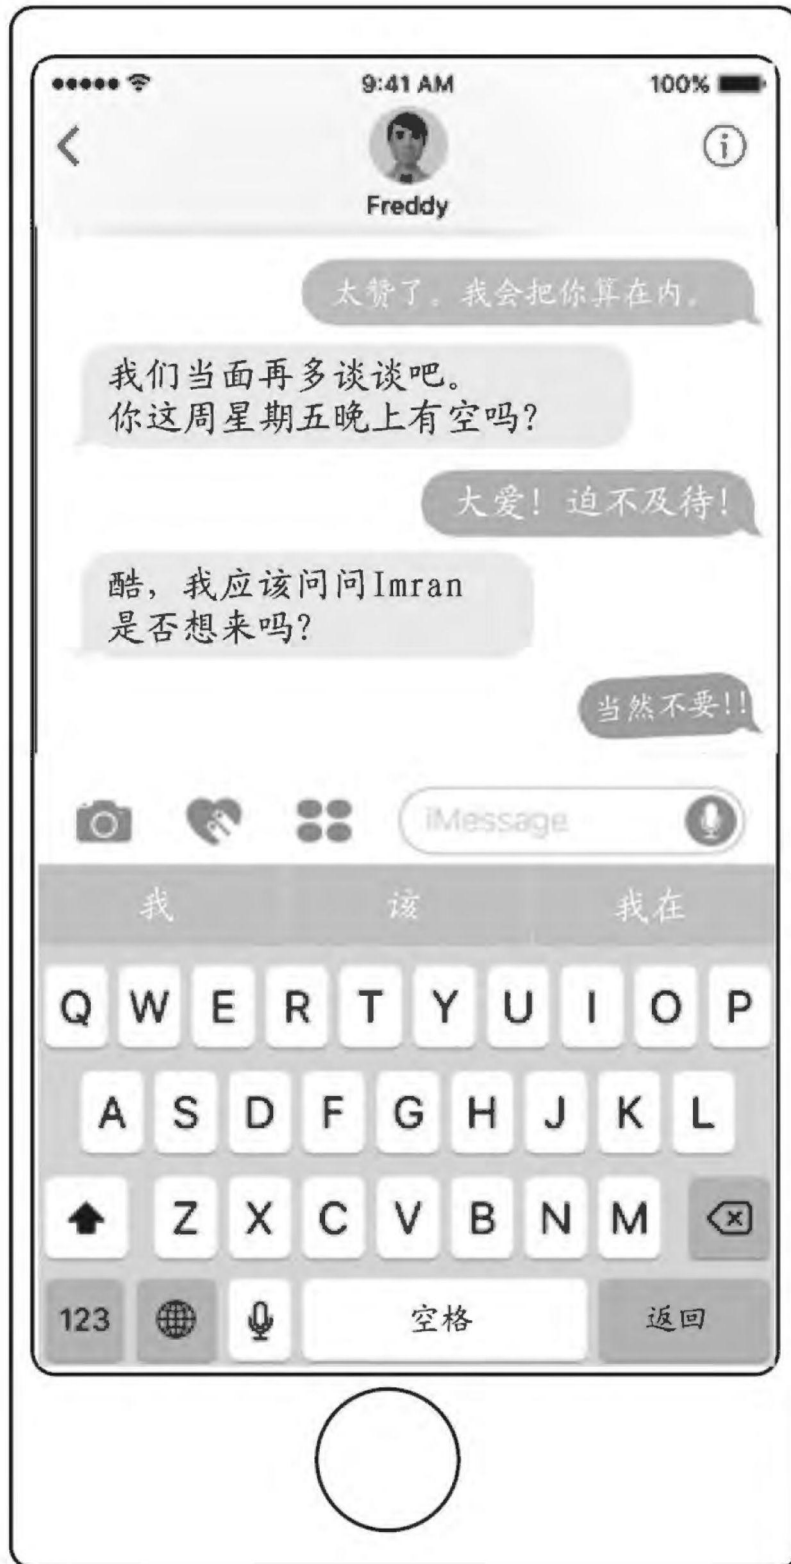 9:41 AM
100%
Freddy
太赞了。我会把你算在内。
我们当面再多谈谈吧。
你这周星期五晚上有空吗?
大爱!迫不及待!
酷,我应该问问Imran
是否想来吗?
当然不要!!
iMessage
我 该 我在
Q W E R T Y U I O P
A S D F G H J K L
Z X C V B N M
123 空格 返回